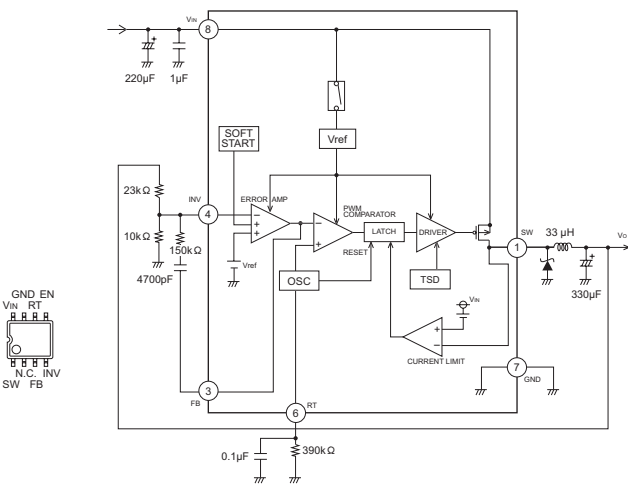 VIN
8
220µF
1µF
SOFT
START
Vref
23kΩ
INV
4
ERROR AMP
PWM
COMPARATOR
10kΩ
150kΩ
LATCH
DRIVER
SW
1
33 µH
VO
Vref
RESET
4700pF
OSC
TSD
330µF
VIN
GND EN
VIN RT
CURRENT LIMIT
N.C. INV
SW FB
3
FB
7
GND
6
RT
0.1µF
390kΩ